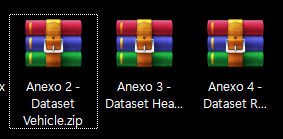 x
Anexo 2 -
Dataset
Vehicle.zip
Anexo 3 -
Dataset Hea...
Anexo 4 -
Dataset R...